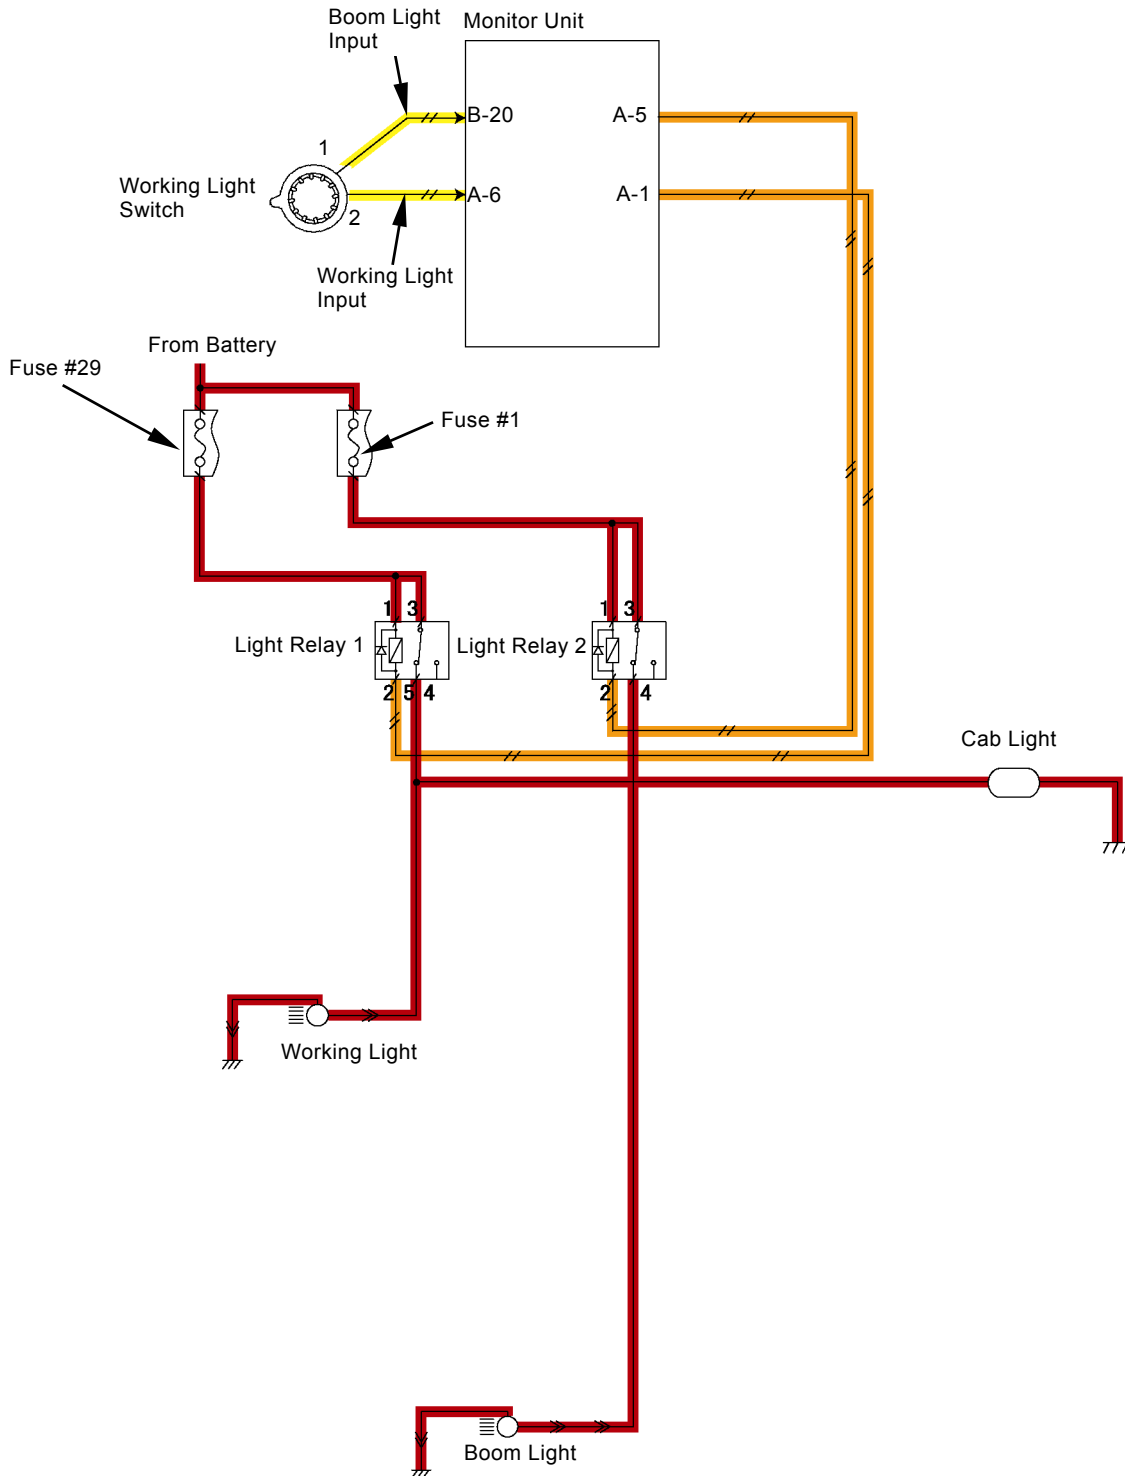 Boom Light
Input
Monitor Unit
B-20
A-5
1
Working Light
Switch
A-6
A-1
2
Working Light
Input
From Battery
Fuse #29
Fuse #1
1 3
1 3
Light Relay 1
Light Relay 2
2 5 4
2 4
Cab Light
Working Light
Boom Light